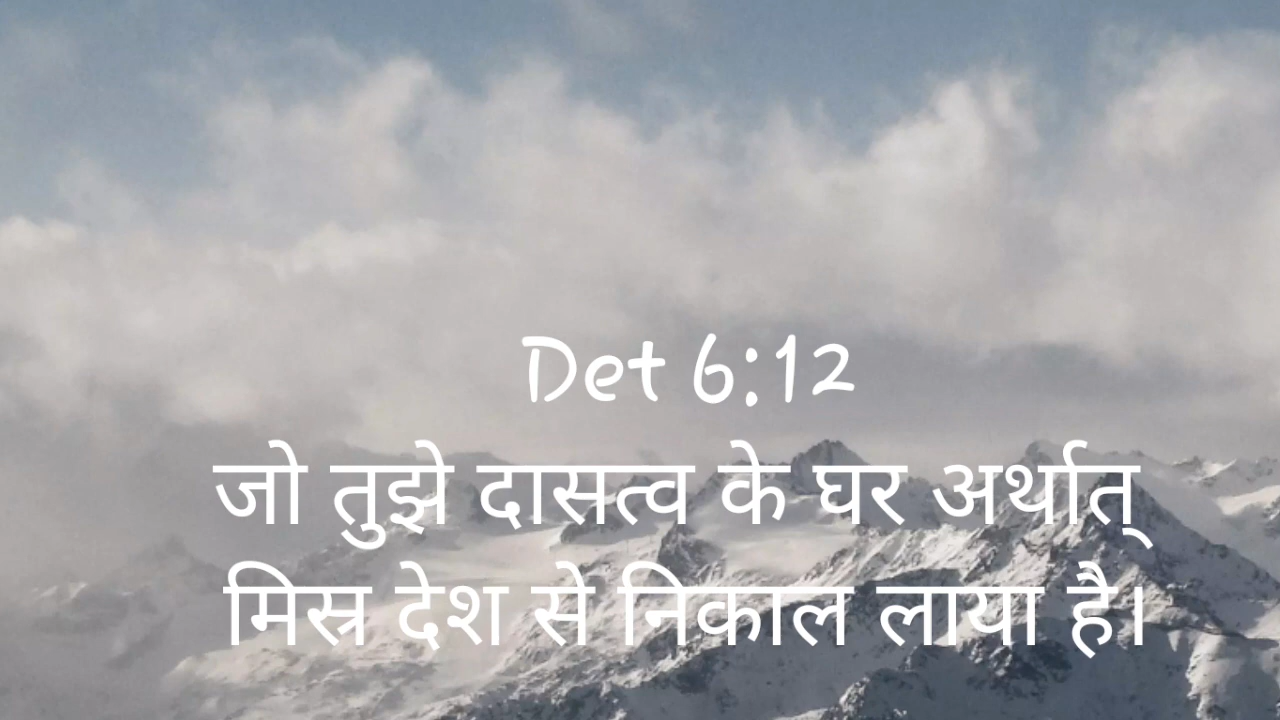 Det 6:12
जो तुझे दासत्व के घर अर्थात्
मिस्र देश से निकाल लाया है।